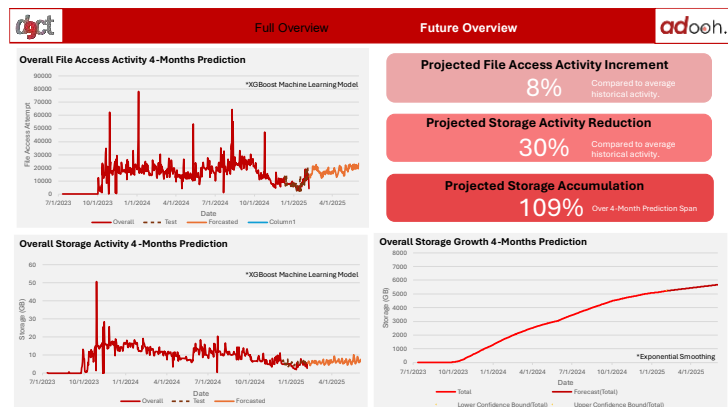 dgct
Full Overview
Future Overview
adooh.
Overall File Access Activity 4-Months Prediction
*XGBoost Machine Learning Model
File Access Attempt
90000
80000
70000
60000
50000
40000
30000
20000
10000
0
7/1/2023 10/1/2023 1/1/2024 4/1/2024 7/1/2024 10/1/2024 1/1/2025 4/1/2025
Date
Overall Test Forcasted Column1
Projected File Access Activity Increment
8%
Compared to average
historical activity.
Projected Storage Activity Reduction
30%
Compared to average
historical activity.
Projected Storage Accumulation
109% Over 4-Month Prediction Span
Overall Storage Activity 4-Months Prediction
*XGBoost Machine Learning Model
Storage (GB)
60
50
40
30
20
10
0
7/1/2023 10/1/2023 1/1/2024 4/1/2024 7/1/2024 10/1/2024 1/1/2025 4/1/2025
Date
Overall Test Forcasted
Overall Storage Growth 4-Months Prediction
Storage (GB)
8000
7000
6000
5000
4000
3000
2000
1000
0
*Exponential Smoothing
7/1/2023 10/1/2023 1/1/2024 4/1/2024 7/1/2024 10/1/2024 1/1/2025 4/1/2025
Date
Total Forecast(Total)
Lower Confidence Bound(Total) Upper Confidence Bound(Total)